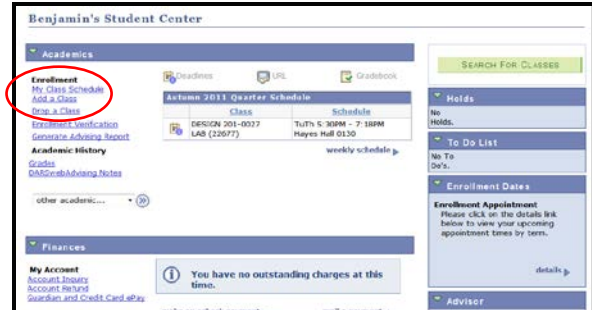 Benjamin's Student Center
Academics
Enrollment
My Class Schedule
Add a Class
Drop a Class
Enrollment Verification
Generate Advising Report
Academic History
Grades
DARSwebAdvising Notes
other academic...
Deadlines URL Gradebook
Autumn 2011 Quarter Schedule
Class Schedule
DESIGN 201-0027
LAB (22677)
TuTh 5:30PM - 7:18PM
Hayes Hall 0130
weekly schedule
Finances
My Account
Account Inquiry
Account Refund
Guardian and Credit Card ePay
You have no outstanding charges at this
time.
SEARCH FOR CLASSES
Holds
No
Holds.
To Do List
No To
Do's.
Enrollment Dates
Enrollment Appointment
Please click on the details link
below to view your upcoming
appointment times by term.
details
Advisor